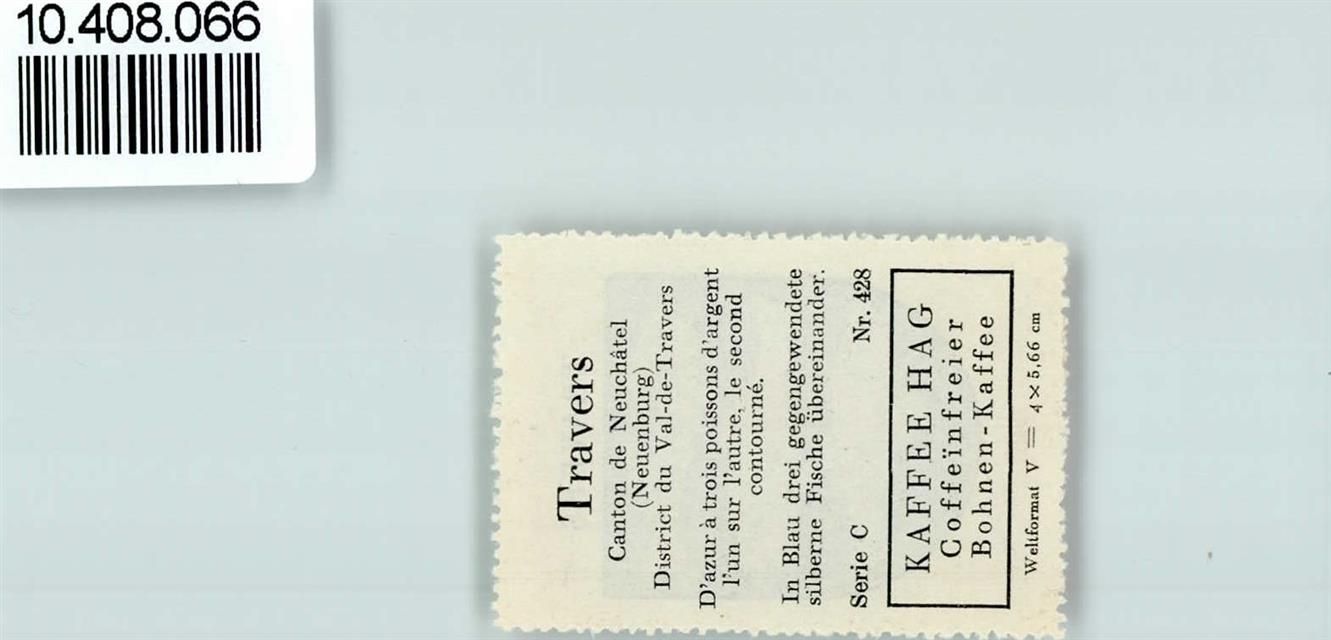 10.408.066
Travers
Canton de Neuchâtel
(Neuenburg)
District du Val-de-Travers
D'azur à trois poissons d'argent
l'un sur l'autre, le second
contourné.
In Blau drei gegengewendete
silberne Fische übereinander.
Serie C Nr. 428
KAFFEE HAG
Coffeïnfreier
Bohnen-Kaffee
Weltformat V = 4×5,66 cm